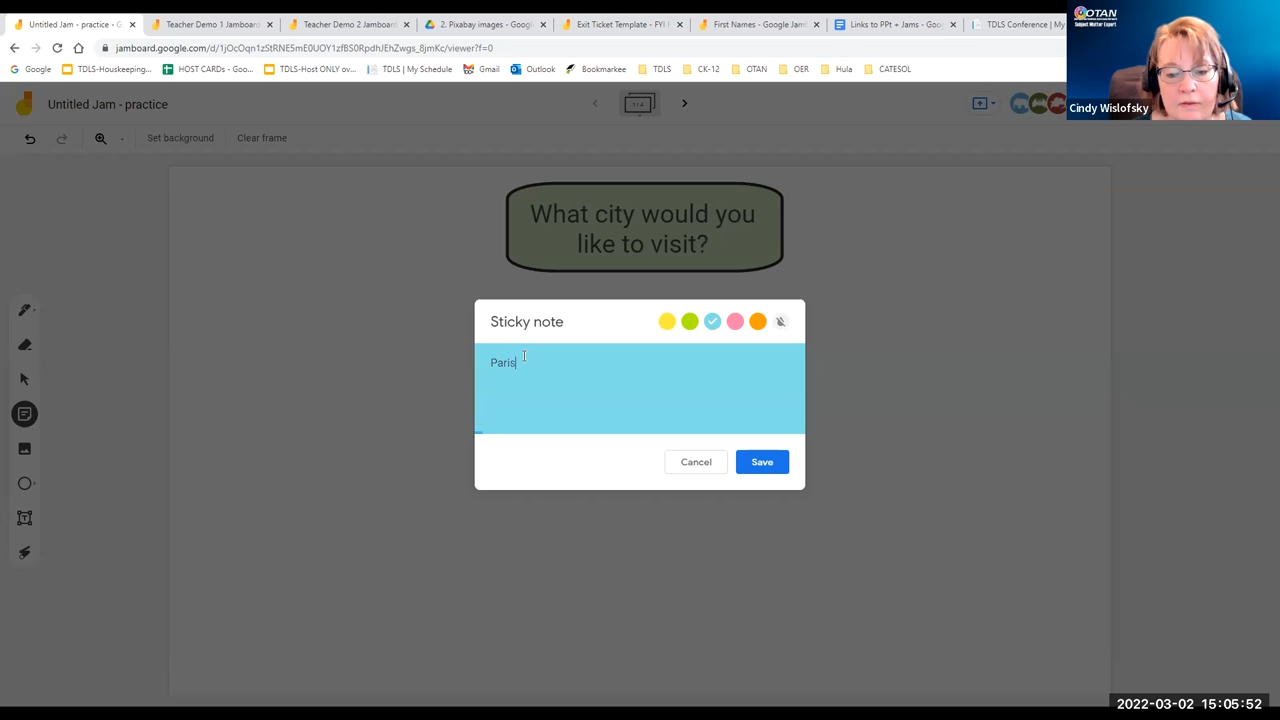 Untitled Jam - practice - G
Teacher Demo 1 Jamboard
Teacher Demo 2 Jamboard
2. Pixabay images - Googl
Exit Ticket Template - FYI
First Names - Google Jamb
Links to PPt + Jams - Goog
TDLS Conference | My
jamboard.google.com/d/1jOcOqn1zStRNE5mE0UOY1zfBS0RpdhJEhZwgs_8jmKc/viewer?f=0
Google
TDLS-Housekeeping...
HOST CARDs - Goo...
TDLS-Host ONLY ov...
TDLS | My Schedule
Gmail
Outlook
Bookmarkee
TDLS
CK-12
OTAN
OER
Hula
CATESOL
OTAN
Subject Matter Expert
Cindy Wislofsky
Untitled Jam - practice
1/4
Set background
Clear frame
What city would you
like to visit?
Sticky note
Paris
Cancel
Save
2022-03-02 15:05:52